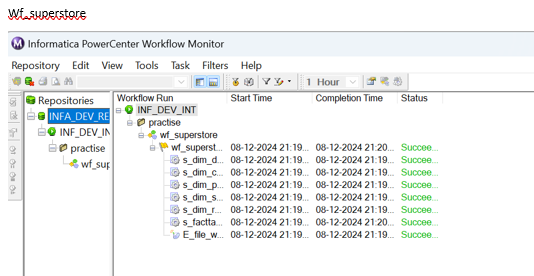 Wf_superstore
Informatica PowerCenter Workflow Monitor
Repository Edit View Tools Task Filters Help
1 Hour
Repositories
INFA_DEV_RE
INF_DEV_IN
practise
wf_sup
Workflow Run Start Time Completion Time Status
INF_DEV_INT
practise
wf_superstore
wf_superst... 08-12-2024 21:19... 08-12-2024 21:20... Succee...
s_dim_d... 08-12-2024 21:19... 08-12-2024 21:19... Succee...
s_dim_c... 08-12-2024 21:19... 08-12-2024 21:19... Succee...
s_dim_p... 08-12-2024 21:19... 08-12-2024 21:19... Succee...
s_dim_s... 08-12-2024 21:19... 08-12-2024 21:19... Succee...
s_dim_r... 08-12-2024 21:19... 08-12-2024 21:19... Succee...
s_factta... 08-12-2024 21:19... 08-12-2024 21:20... Succee...
E_file_w... 08-12-2024 21:19... 08-12-2024 21:19... Succee...